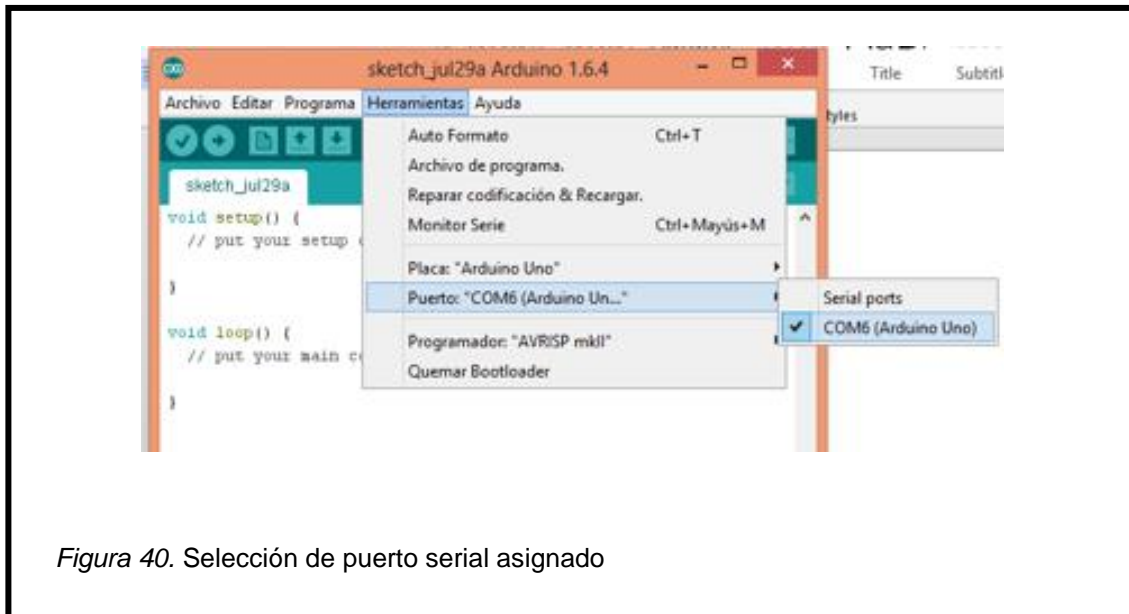 Title Subtitl
sketch_jul29a Arduino 1.6.4
Archivo Editar Programa Herramientas Ayuda
tyles
Auto Formato Ctrl+T
Archivo de programa.
sketch_jul29a
Reparar codificación & Recargar.
Monitor Serie Ctrl+Mayús+M
void setup() {
// put your setup
}
void loop() {
// put your main
}
Placa: "Arduino Uno"
Puerto: "COM6 (Arduino Un..."
Programador: "AVRISP mkII"
Quemar Bootloader
Serial ports
COM6 (Arduino Uno)
Figura 40. Selección de puerto serial asignado